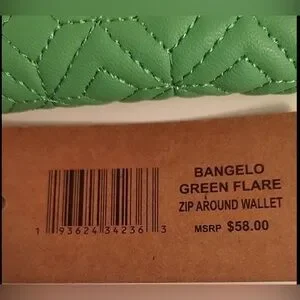 BANGELO
GREEN FLARE
ZIP AROUND WALLET
MSRP $58.00
1 93624 34236 3